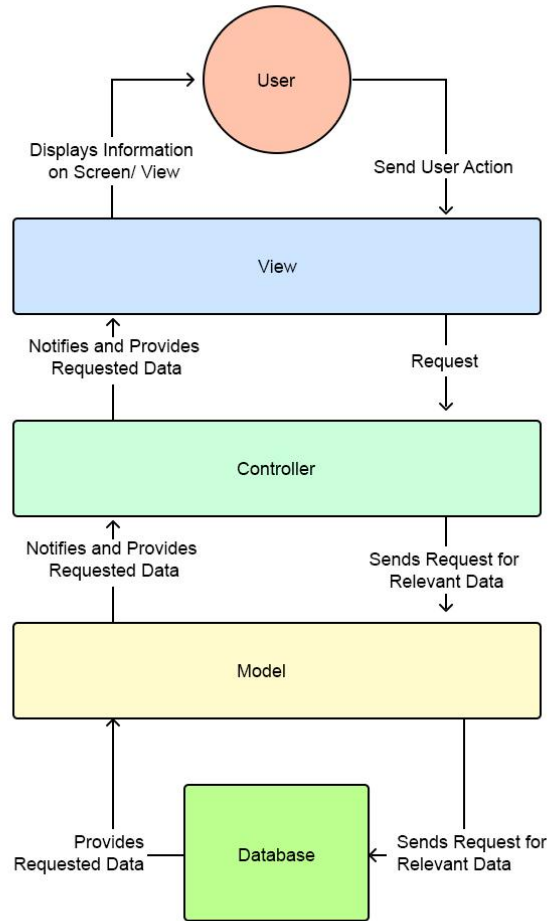 User
Displays Information
on Screen/ View
Send User Action
View
Notifies and Provides
Requested Data
Request
Controller
Notifies and Provides
Requested Data
Sends Request for
Relevant Data
Model
Provides
Requested Data
Database
Sends Request for
Relevant Data